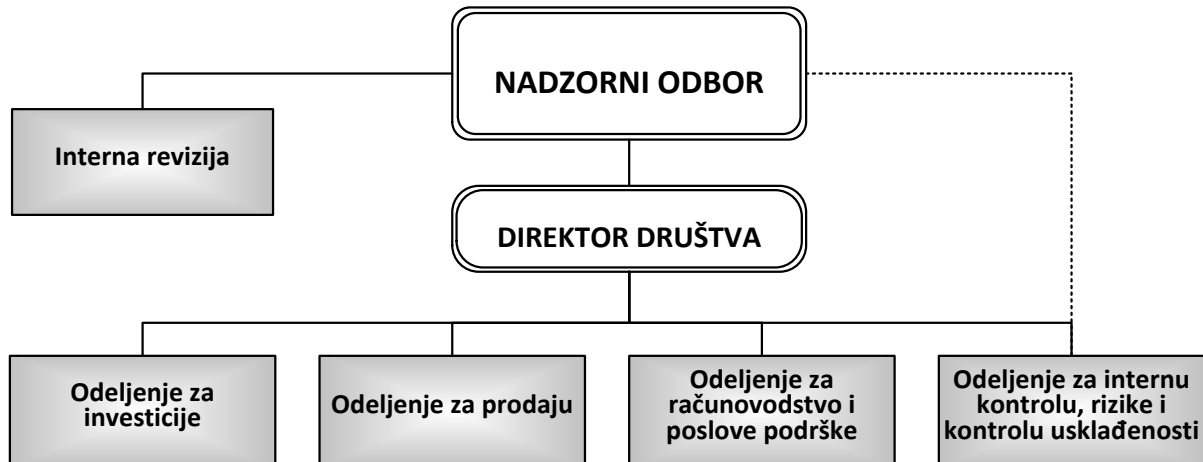 NADZORNI ODBOR
Interna revizija
DIREKTOR DRUŠTVA
Odeljenje za
investicije
Odeljenje za prodaju
Odeljenje za
računovodstvo i
poslove podrške
Odeljenje za internu
kontrolu, rizike i
kontrolu usklađenosti